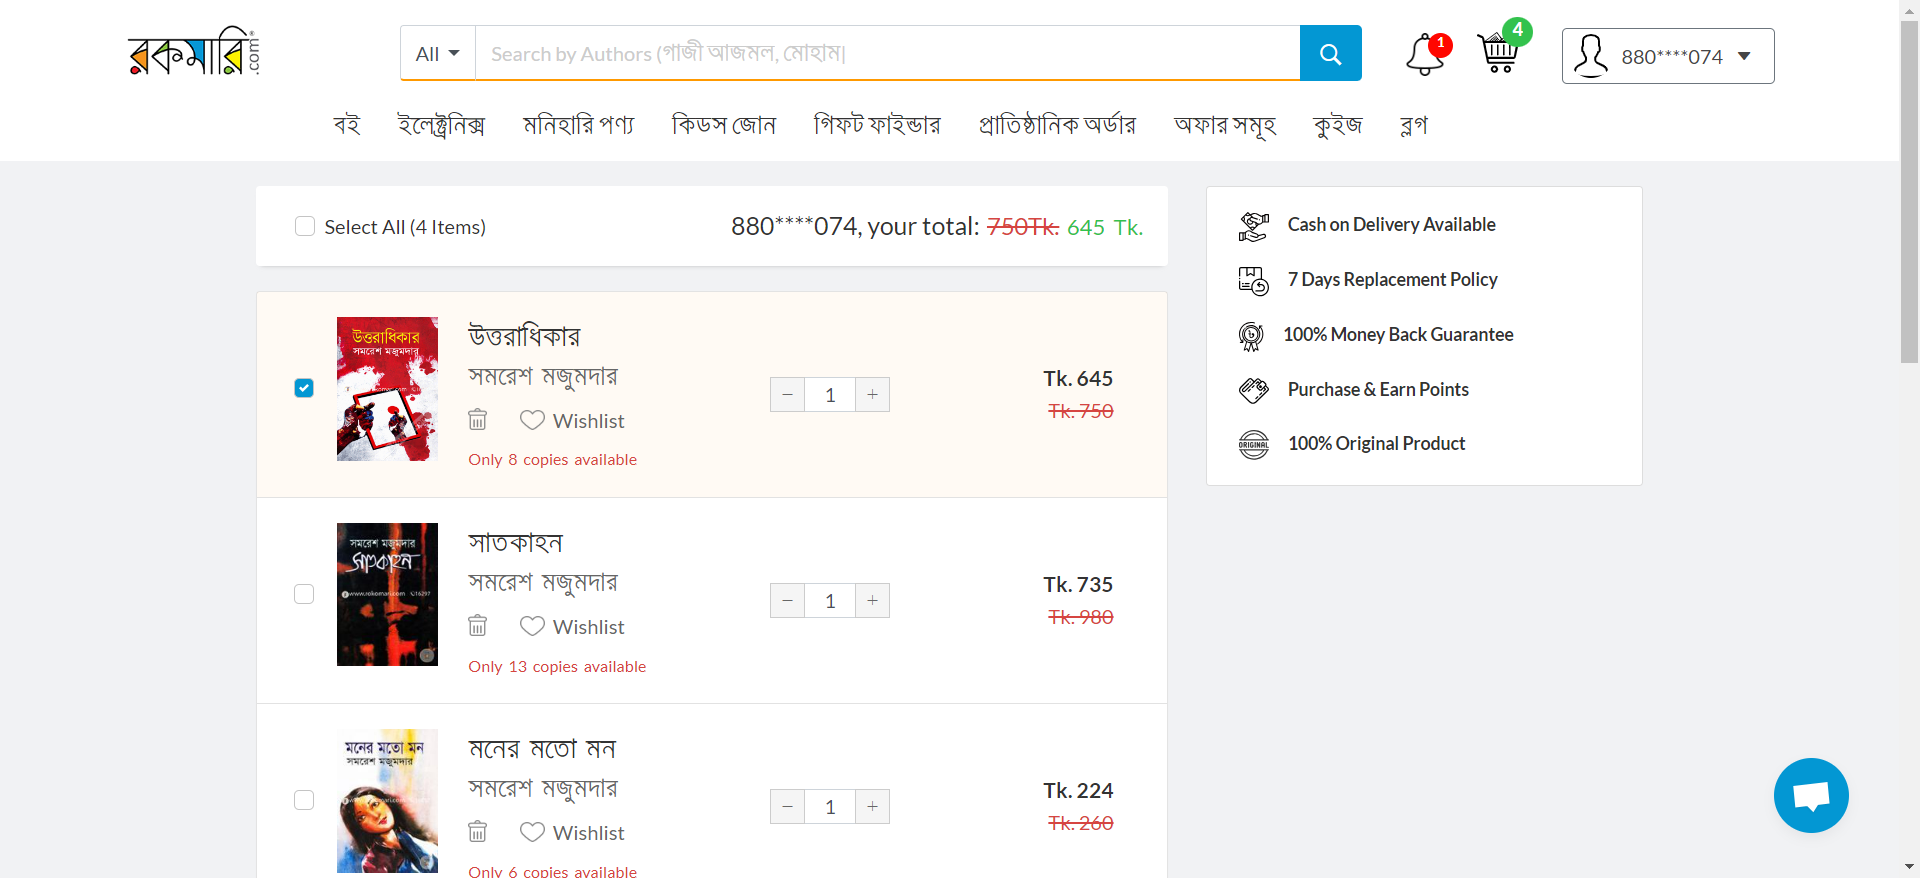 রকমারি.com
All
Search by Authors (গাজী আজমল, মোহাম|
1
4
880****074
বই ইলেক্ট্রনিক্স মনিহারি পণ্য কিডস জোন গিফট ফাইন্ডার প্রাতিষ্ঠানিক অর্ডার অফার সমূহ কুইজ ব্লগ
Select All (4 Items)
880****074, your total: 750Tk. 645 Tk.
উত্তরাধিকার
সমরেশ মজুমদার
উত্তরাধিকার
সমরেশ মজুমদার
Wishlist
Only 8 copies available
− 1 +
Tk. 645
Tk. 750
সমরেশ মজুমদার
সাতকাহন
www.rokomari.com 16297
সাতকাহন
সমরেশ মজুমদার
Wishlist
Only 13 copies available
− 1 +
Tk. 735
Tk. 980
মনের মতো মন
সমরেশ মজুমদার
মনের মতো মন
সমরেশ মজুমদার
Wishlist
Only 6 copies available
− 1 +
Tk. 224
Tk. 260
Cash on Delivery Available
7 Days Replacement Policy
100% Money Back Guarantee
Purchase & Earn Points
ORIGINAL
100% Original Product